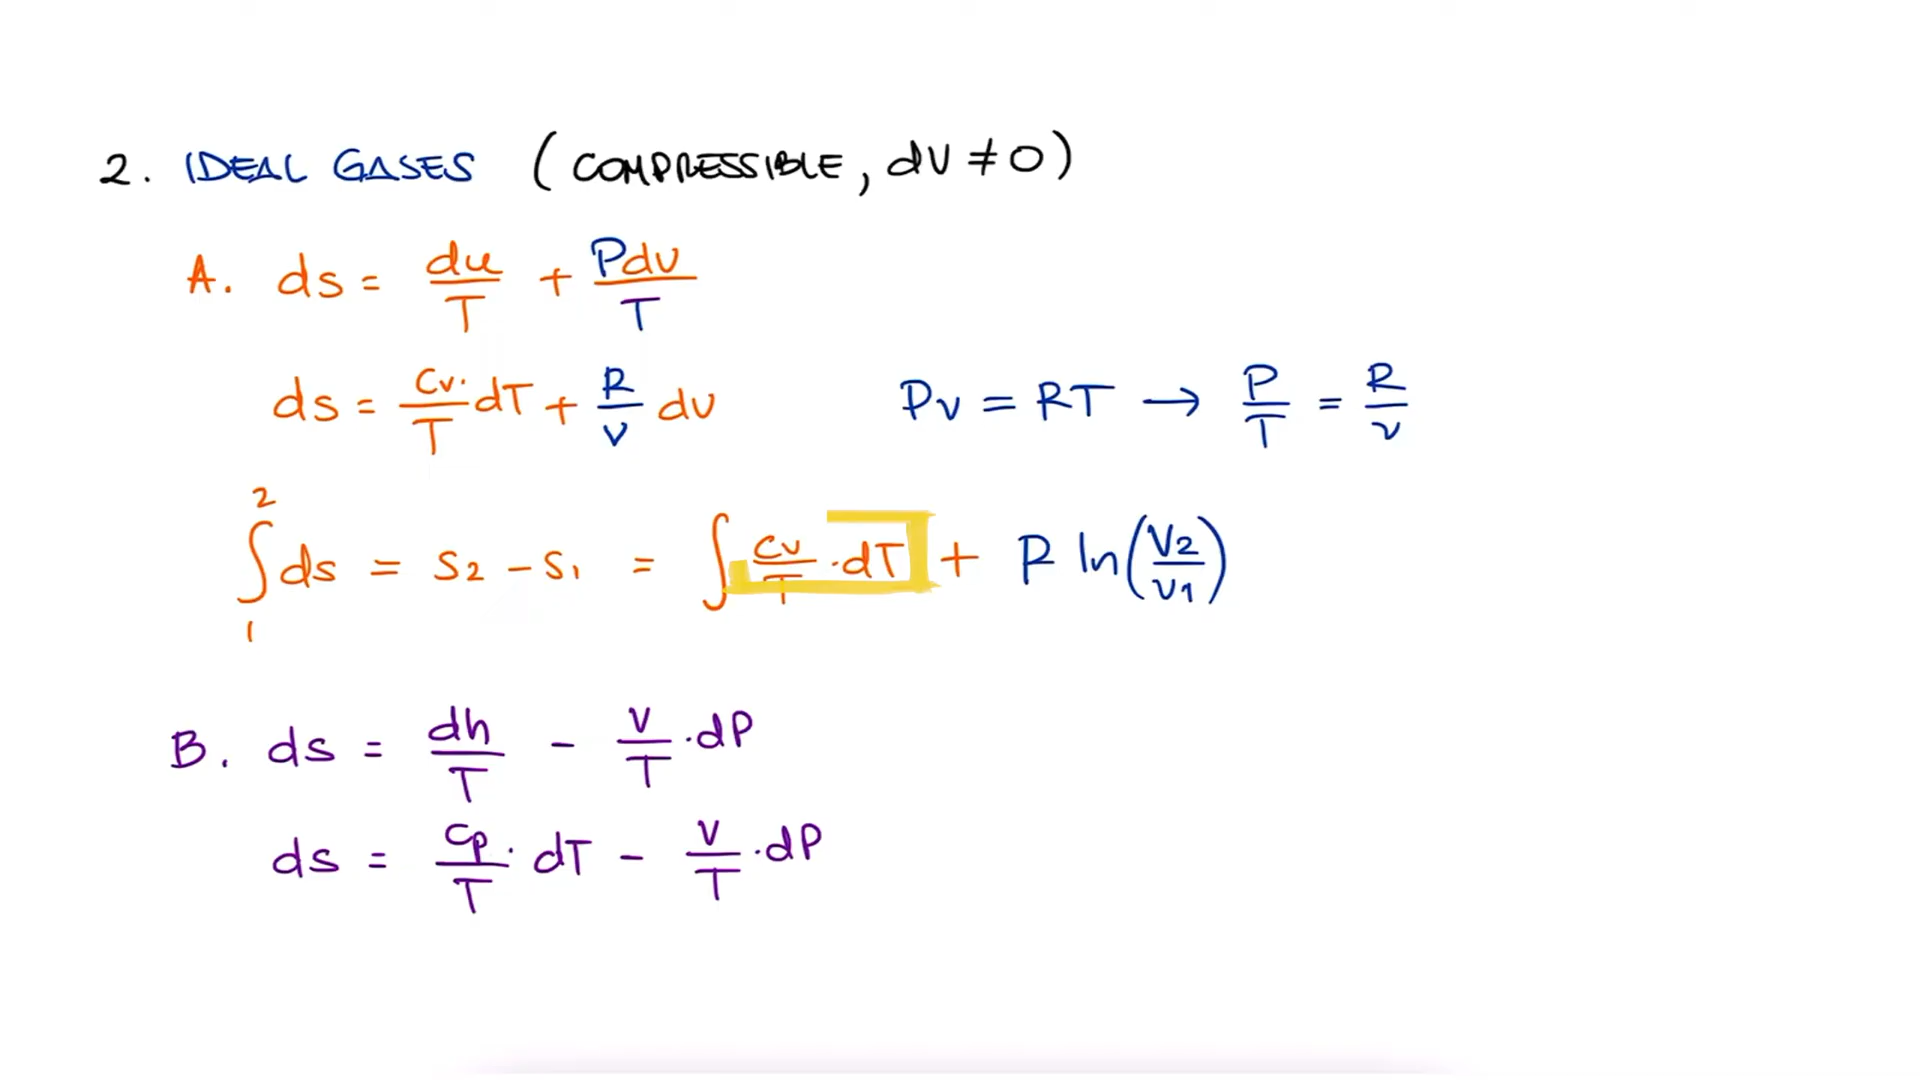 2. IDEAL GASES (COMPRESSIBLE, dv ≠ 0)
A. ds = du/T + Pdv/T
ds = Cv·/T dT + R/v dv Pv = RT → P/T = R/v
∫₁² ds = S₂ - S₁ = ∫ Cv/T · dT + R ln(V₂/V₁)
B. ds = dh/T - v/T · dP
ds = Cp/T · dT - v/T · dP